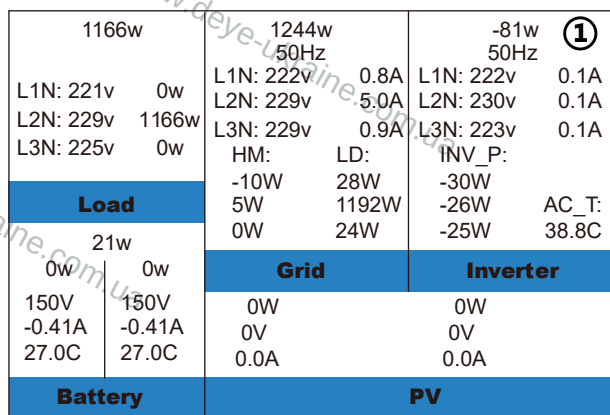 1166w
L1N: 221v 0w
L2N: 229v 1166w
L3N: 225v 0w
Load
1244w
50Hz
L1N: 222v 0.8A
L2N: 229v 5.0A
L3N: 229v 0.9A
HM: LD:
-10W 28W
5W 1192W
0W 24W
Grid
-81w ①
50Hz
L1N: 222v 0.1A
L2N: 230v 0.1A
L3N: 223v 0.1A
INV_P:
-30W
-26W AC_T:
-25W 38.8C
Inverter
21w
0w 0w
150V 150V
-0.41A -0.41A
27.0C 27.0C
Battery
0W 0W
0V 0V
0.0A 0.0A
PV
www.deye-ukraine.com.ua
ine.com.ua